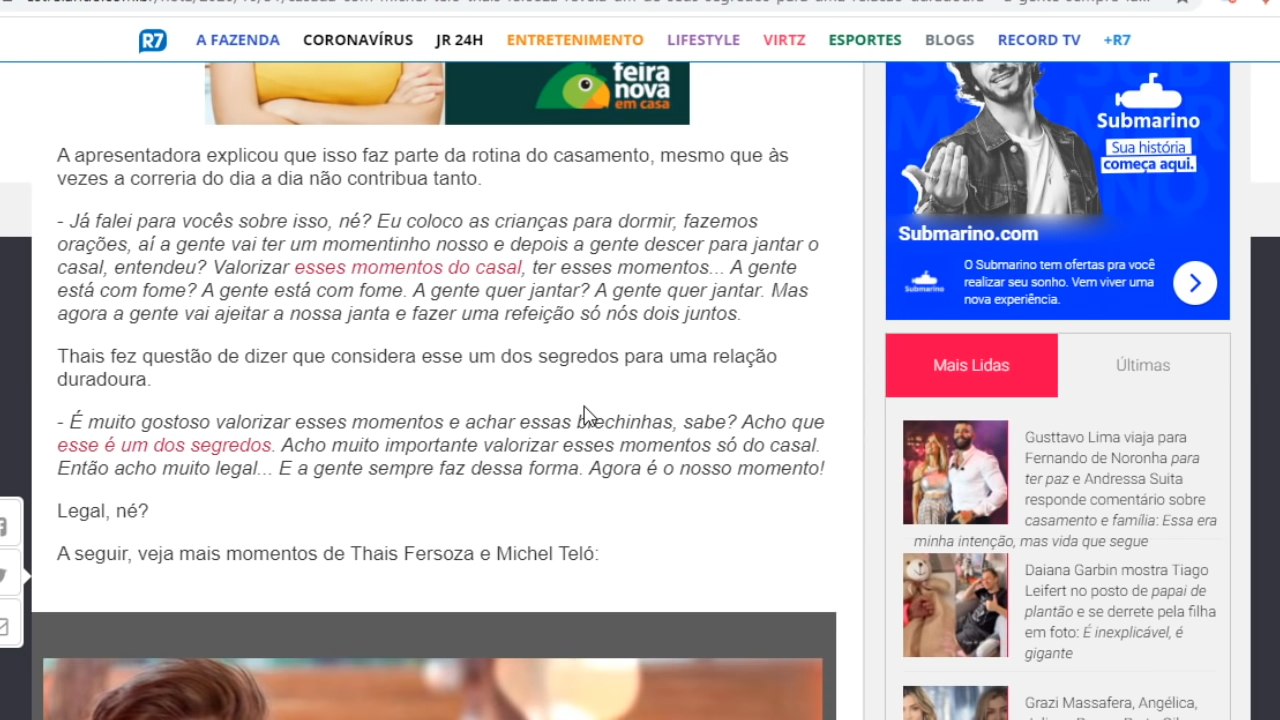 R7 A FAZENDA CORONAVÍRUS JR 24H ENTRETENIMENTO LIFESTYLE VIRTZ ESPORTES BLOGS RECORD TV +R7
feira
nova
em casa
A apresentadora explicou que isso faz parte da rotina do casamento, mesmo que às
vezes a correria do dia a dia não contribua tanto.
- Já falei para vocês sobre isso, né? Eu coloco as crianças para dormir, fazemos
orações, aí a gente vai ter um momentinho nosso e depois a gente descer para jantar o
casal, entendeu? Valorizar esses momentos do casal, ter esses momentos... A gente
está com fome? A gente está com fome. A gente quer jantar? A gente quer jantar. Mas
agora a gente vai ajeitar a nossa janta e fazer uma refeição só nós dois juntos.
Thais fez questão de dizer que considera esse um dos segredos para uma relação
duradoura.
- É muito gostoso valorizar esses momentos e achar essas brechinhas, sabe? Acho que
esse é um dos segredos. Acho muito importante valorizar esses momentos só do casal.
Então acho muito legal... E a gente sempre faz dessa forma. Agora é o nosso momento!
Legal, né?
A seguir, veja mais momentos de Thais Fersoza e Michel Teló:
Submarino
Sua história
começa aqui.
Submarino.com
Submarino
O Submarino tem ofertas pra você
realizar seu sonho. Vem viver uma
nova experiência.
Mais Lidas Últimas
Gusttavo Lima viaja para
Fernando de Noronha para
ter paz e Andressa Suita
responde comentário sobre
casamento e família: Essa era
minha intenção, mas vida que segue
Daiana Garbin mostra Tiago
Leifert no posto de papai de
plantão e se derrete pela filha
em foto: É inexplicável, é
gigante
Grazi Massafera, Angélica,